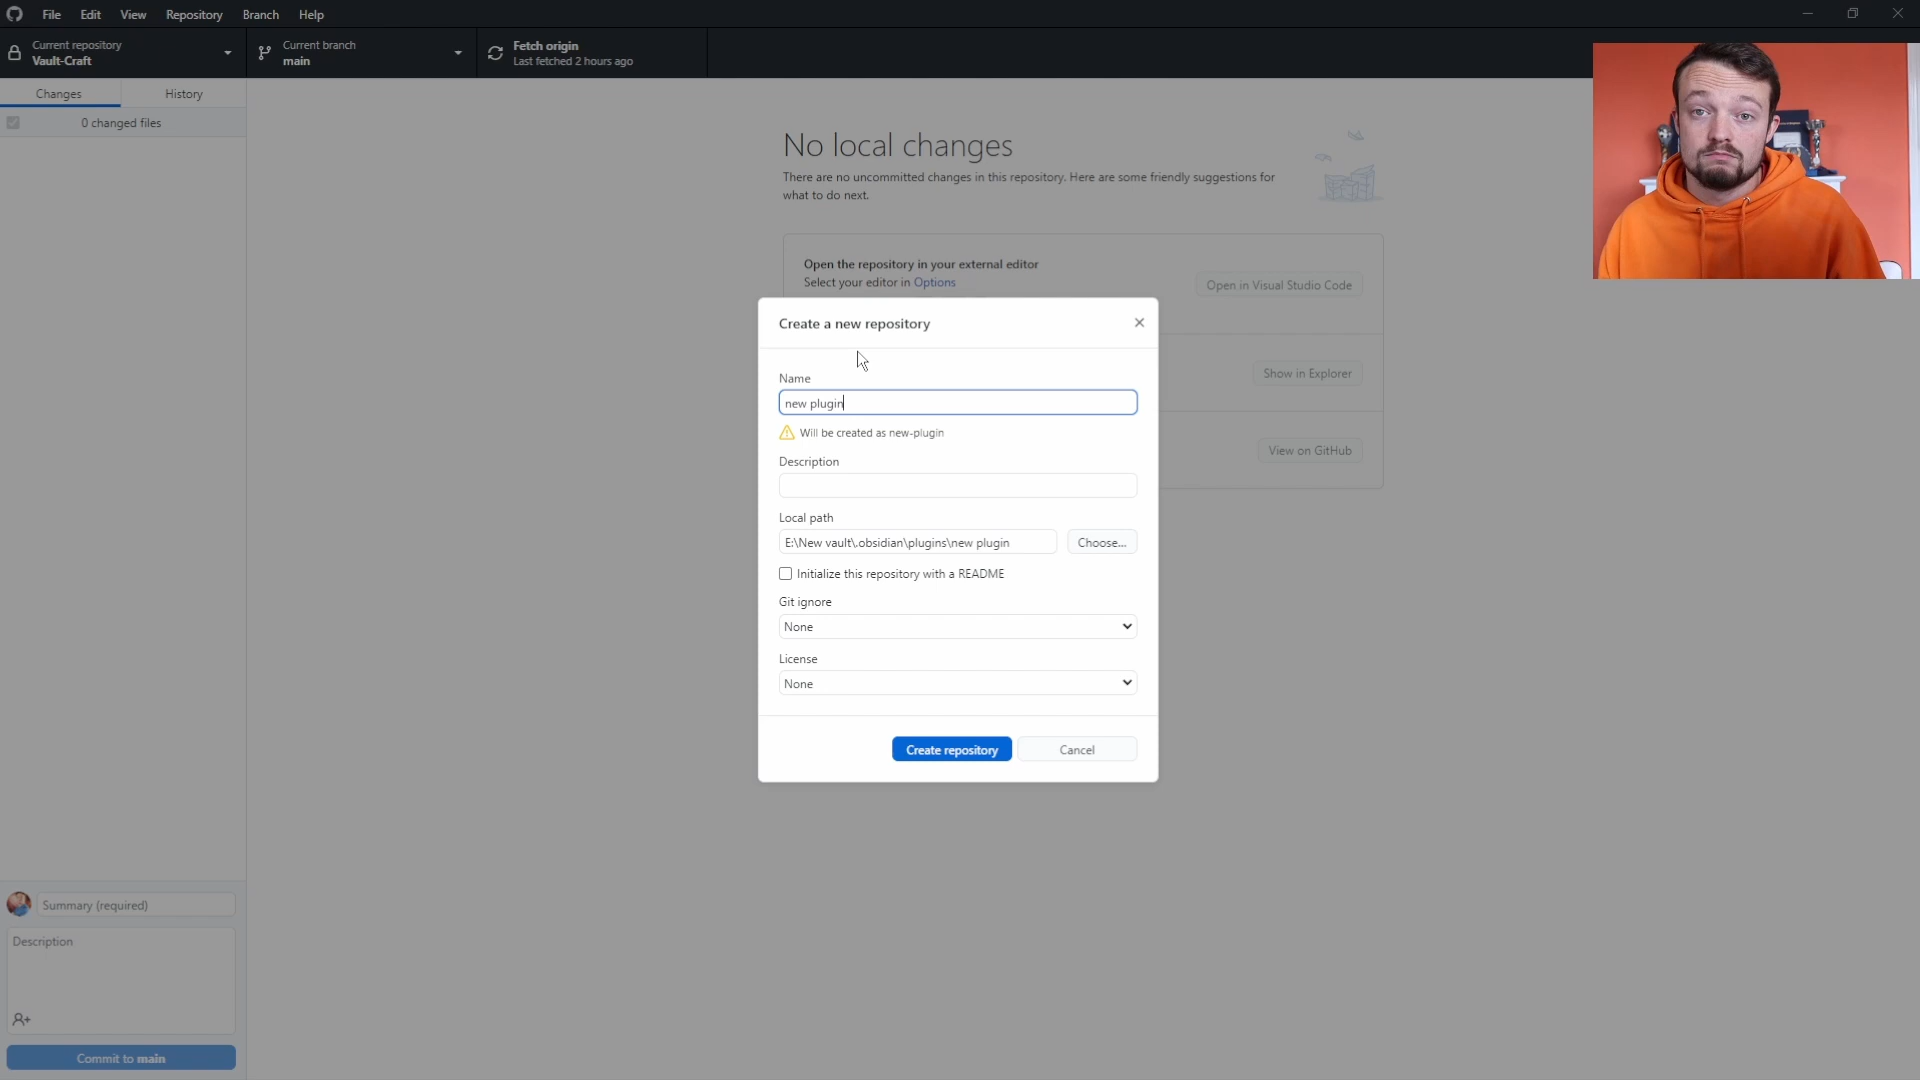 File Edit View Repository Branch Help
Current repository
Vault-Craft
Current branch
main
Fetch origin
Last fetched 2 hours ago
Changes History
0 changed files
No local changes
There are no uncommitted changes in this repository. Here are some friendly suggestions for
what to do next.
Open the repository in your external editor
Select your editor in Options
Open in Visual Studio Code
Show in Explorer
View on GitHub
Create a new repository
Name
new plugin
Will be created as new-plugin
Description
Local path
E:\New vault\.obsidian\plugins\new plugin
Choose...
Initialize this repository with a README
Git ignore
None
License
None
Create repository Cancel
Summary (required)
Description
Commit to main